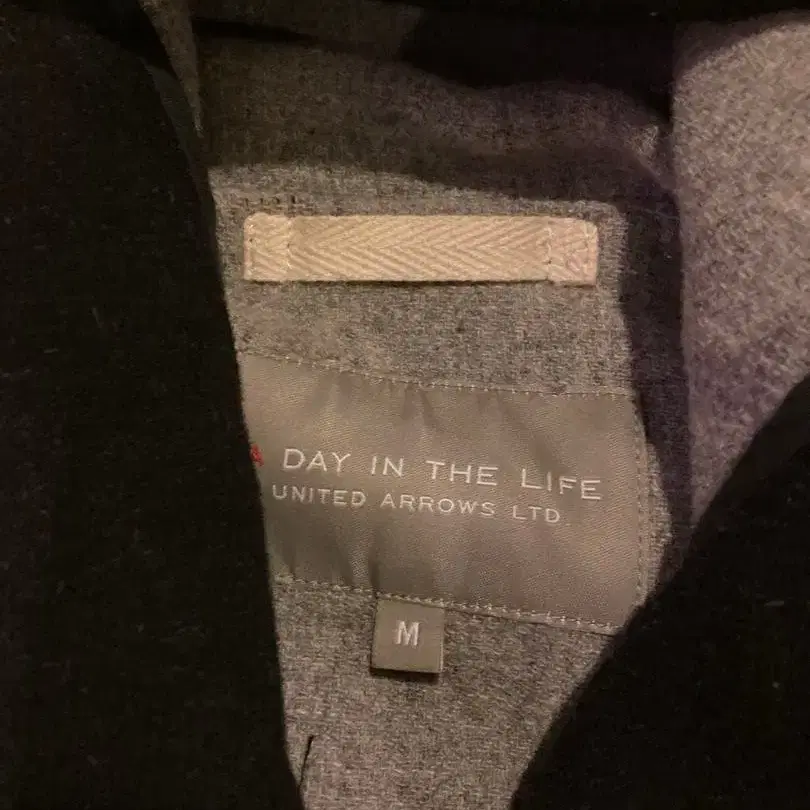 A DAY IN THE LIFE
UNITED ARROWS LTD.
M